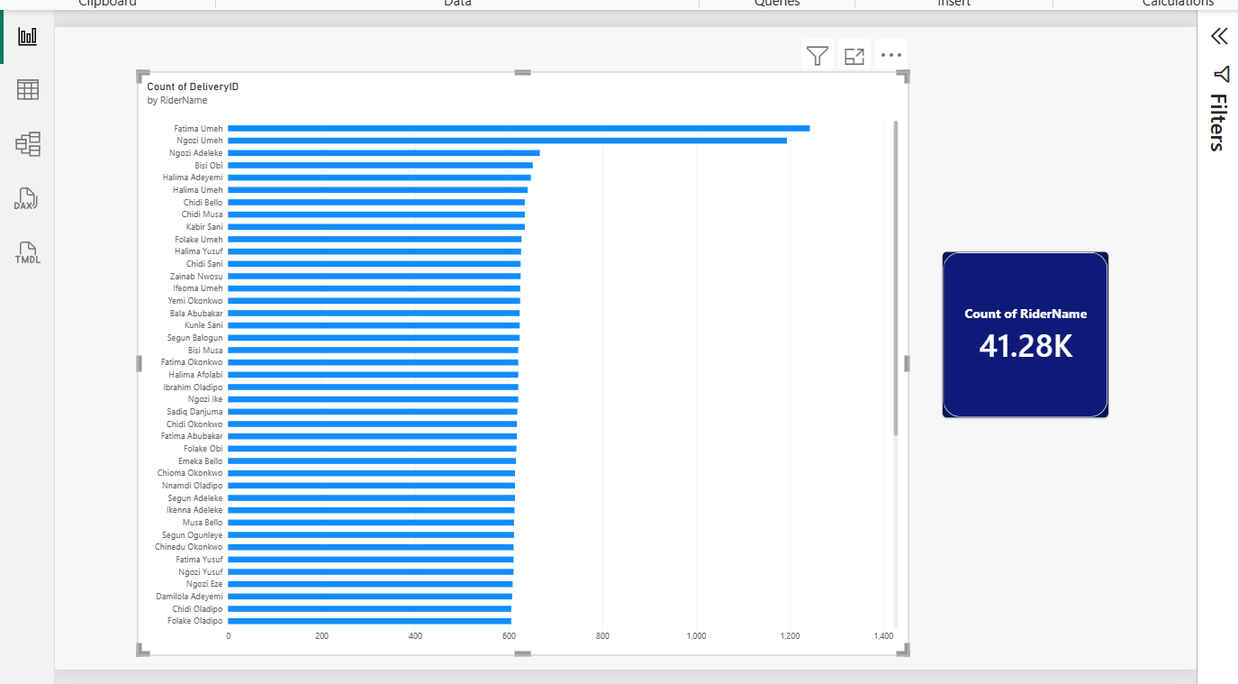 Clipboard
Data
Queries
Insert
Calculations
DAX
TMDL
Filters
Count of DeliveryID
by RiderName
Fatima Umeh
Ngozi Umeh
Ngozi Adeleke
Bisi Obi
Halima Adeyemi
Halima Umeh
Chidi Bello
Chidi Musa
Kabir Sani
Folake Umeh
Halima Yusuf
Chidi Sani
Zainab Nwosu
Ifeoma Umeh
Yemi Okonkwo
Bala Abubakar
Kunle Sani
Segun Balogun
Bisi Musa
Fatima Okonkwo
Halima Afolabi
Ibrahim Oladipo
Ngozi Ike
Sadiq Danjuma
Chidi Okonkwo
Fatima Abubakar
Folake Obi
Emeka Bello
Chioma Okonkwo
Nnamdi Oladipo
Segun Adeleke
Ikenna Adeleke
Musa Bello
Segun Ogunleye
Chinedu Okonkwo
Fatima Yusuf
Ngozi Yusuf
Ngozi Eze
Damilola Adeyemi
Chidi Oladipo
Folake Oladipo
0 200 400 600 800 1,000 1,200 1,400
Count of RiderName
41.28K